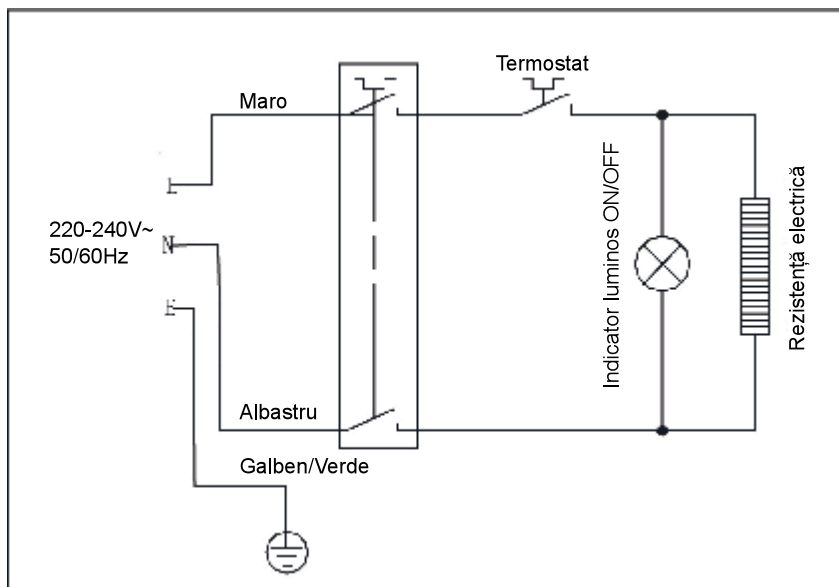 Termostat
Maro
L
220-240V~
50/60Hz
N
E
Albastru
Galben/Verde
Indicator luminos ON/OFF
Rezistență electrică